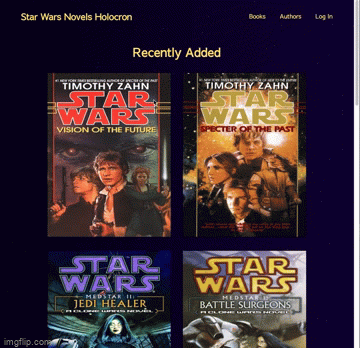 Star Wars Novels Holocron
Books
Authors
Log In
Recently Added
#1 NEW YORK TIMES BESTSELLING AUTHOR OF SPECTER OF THE PAST
TIMOTHY ZAHN
STAR WARS
VISION OF THE FUTURE
TIMOTHY ZAHN
STAR WARS
SPECTER OF THE PAST
STAR WARS
MEDSTAR II:
JEDI HEALER
A CLONE WARS NOVEL
STAR WARS
BATTLE SURGEONS
A CLONE WARS NOVEL
imgflip.com